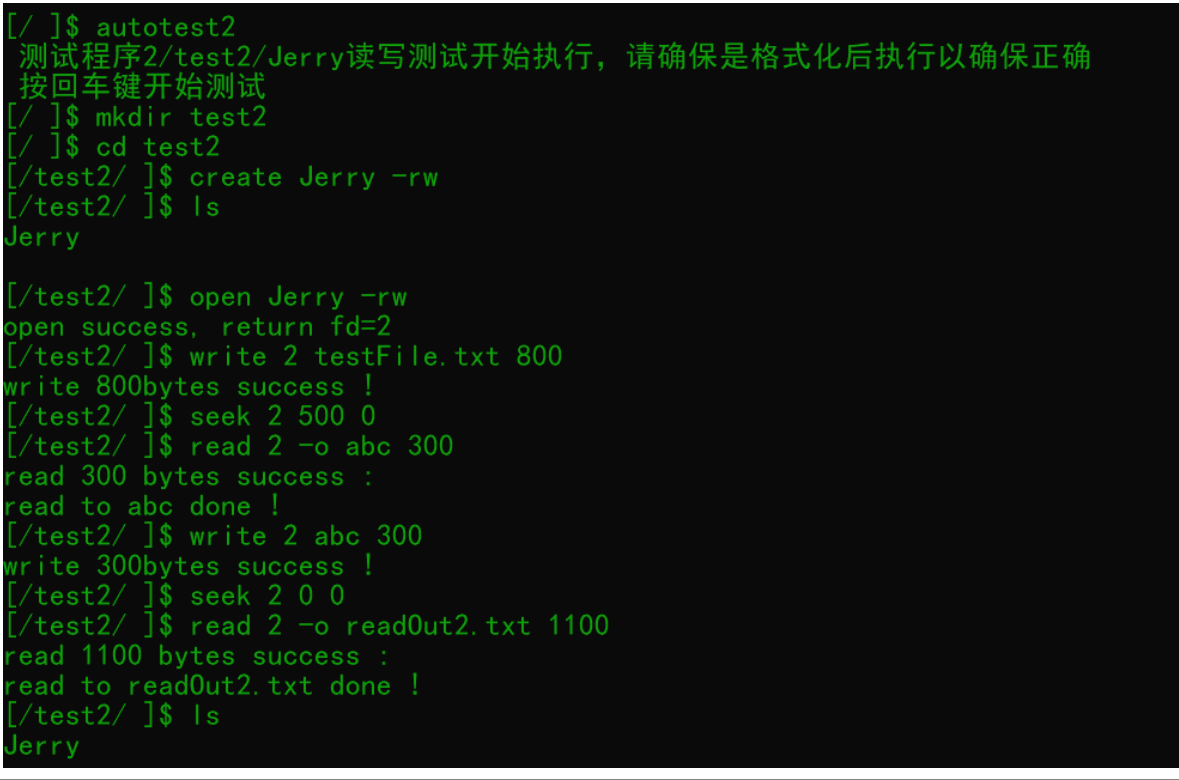 [/ ]$ autotest2
测试程序2/test2/Jerry读写测试开始执行，请确保是格式化后执行以确保正确
按回车键开始测试
[/ ]$ mkdir test2
[/ ]$ cd test2
[/test2/ ]$ create Jerry -rw
[/test2/ ]$ ls
Jerry
[/test2/ ]$ open Jerry -rw
open success, return fd=2
[/test2/ ]$ write 2 testFile.txt 800
write 800bytes success !
[/test2/ ]$ seek 2 500 0
[/test2/ ]$ read 2 -o abc 300
read 300 bytes success :
read to abc done !
[/test2/ ]$ write 2 abc 300
write 300bytes success !
[/test2/ ]$ seek 2 0 0
[/test2/ ]$ read 2 -o readOut2.txt 1100
read 1100 bytes success :
read to readOut2.txt done !
[/test2/ ]$ ls
Jerry